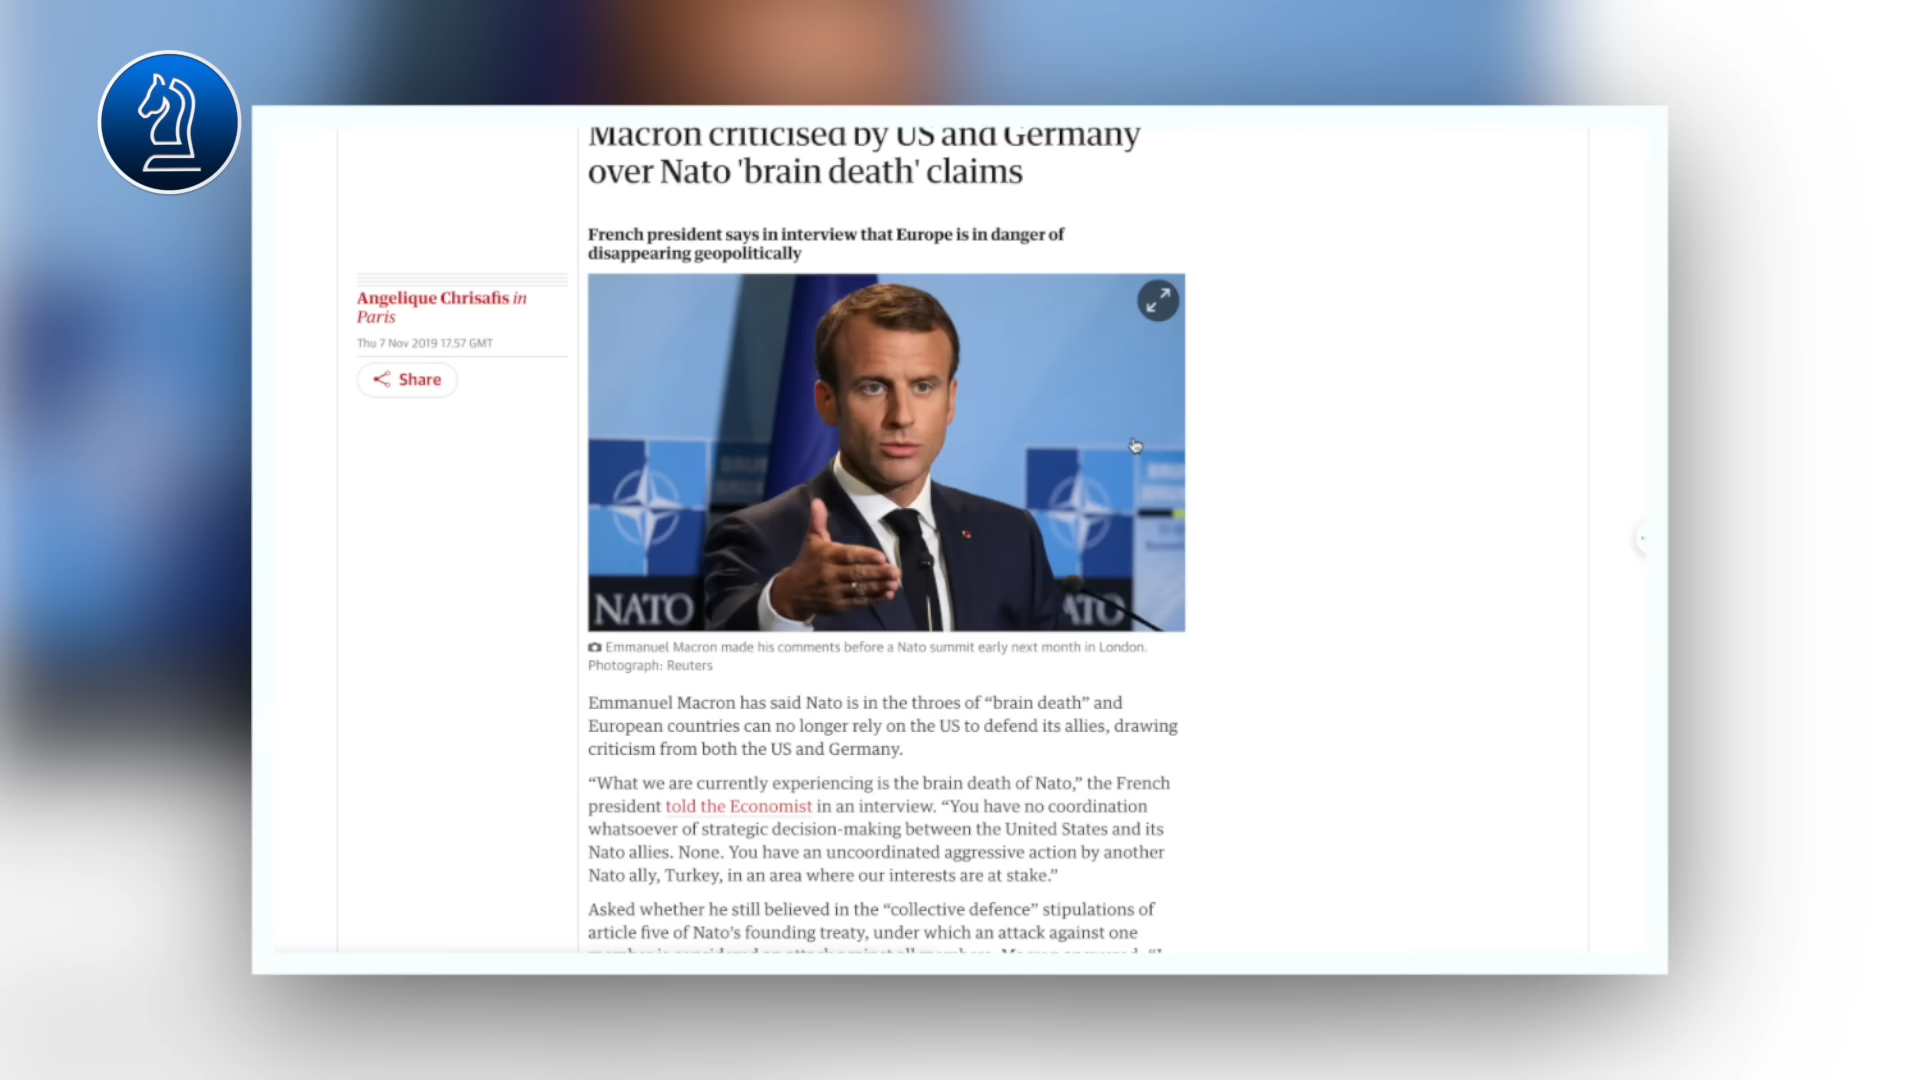 Macron criticised by US and Germany
over Nato 'brain death' claims
French president says in interview that Europe is in danger of
disappearing geopolitically
Angelique Chrisafis in
Paris
Thu 7 Nov 2019 17.57 GMT
Share
NATO
ATO
Emmanuel Macron made his comments before a Nato summit early next month in London.
Photograph: Reuters
Emmanuel Macron has said Nato is in the throes of “brain death” and
European countries can no longer rely on the US to defend its allies, drawing
criticism from both the US and Germany.
“What we are currently experiencing is the brain death of Nato,” the French
president told the Economist in an interview. “You have no coordination
whatsoever of strategic decision-making between the United States and its
Nato allies. None. You have an uncoordinated aggressive action by another
Nato ally, Turkey, in an area where our interests are at stake.”
Asked whether he still believed in the “collective defence” stipulations of
article five of Nato’s founding treaty, under which an attack against one